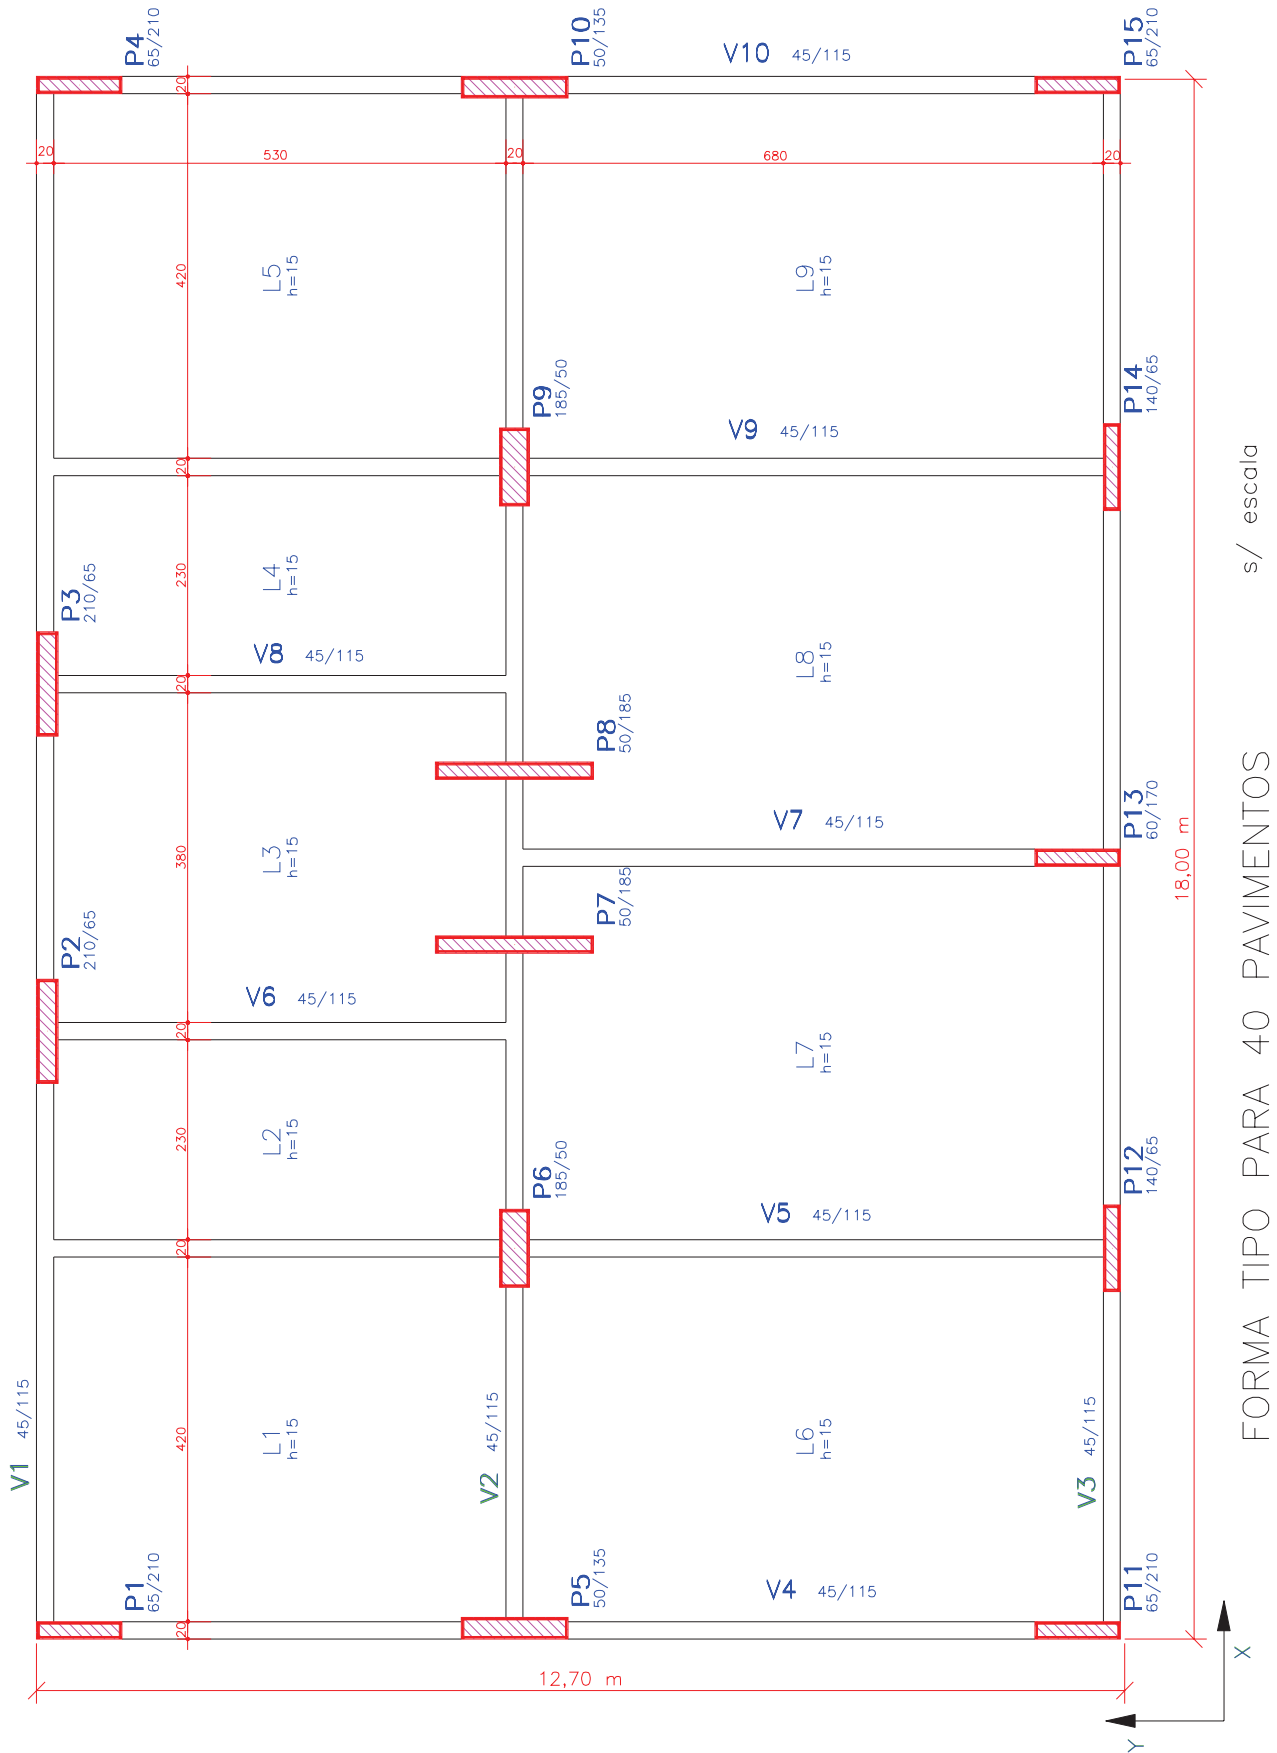 V1 45/115
P1
65/210
P2
210/65
P3
210/65
P4
65/210
20
420
20
230
20
380
20
230
20
420
20
20
530
20
680
20
L1
h=15
L2
h=15
V6 45/115
L3
h=15
V8 45/115
L4
h=15
L5
h=15
V2 45/115
P5
50/135
P6
185/50
P7
50/185
P8
50/185
P9
185/50
P10
50/135
V4 45/115
V5 45/115
V7 45/115
V9 45/115
V10 45/115
L6
h=15
L7
h=15
L8
h=15
L9
h=15
V3 45/115
P11
65/210
P12
140/65
P13
60/170
P14
140/65
P15
65/210
12,70 m
18,00 m
Y
X
FORMA TIPO PARA 40 PAVIMENTOS
s/ escala